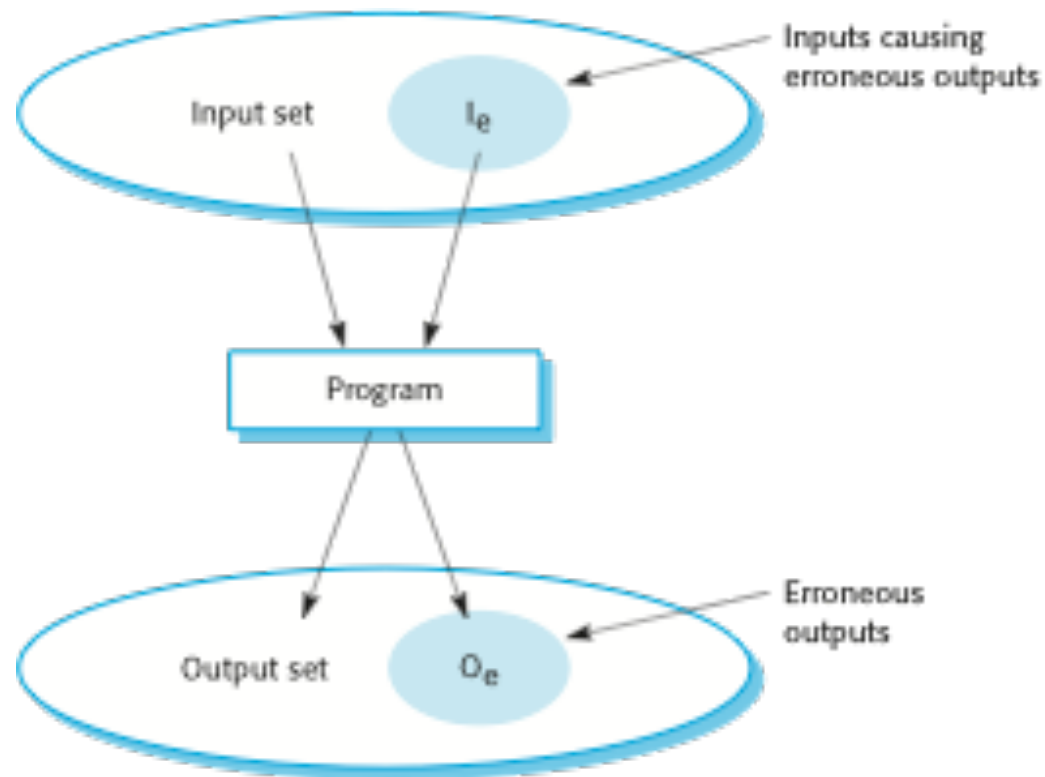 Inputs causing
erroneous outputs
Input set
Ie
Program
Erroneous
outputs
Output set
Oe